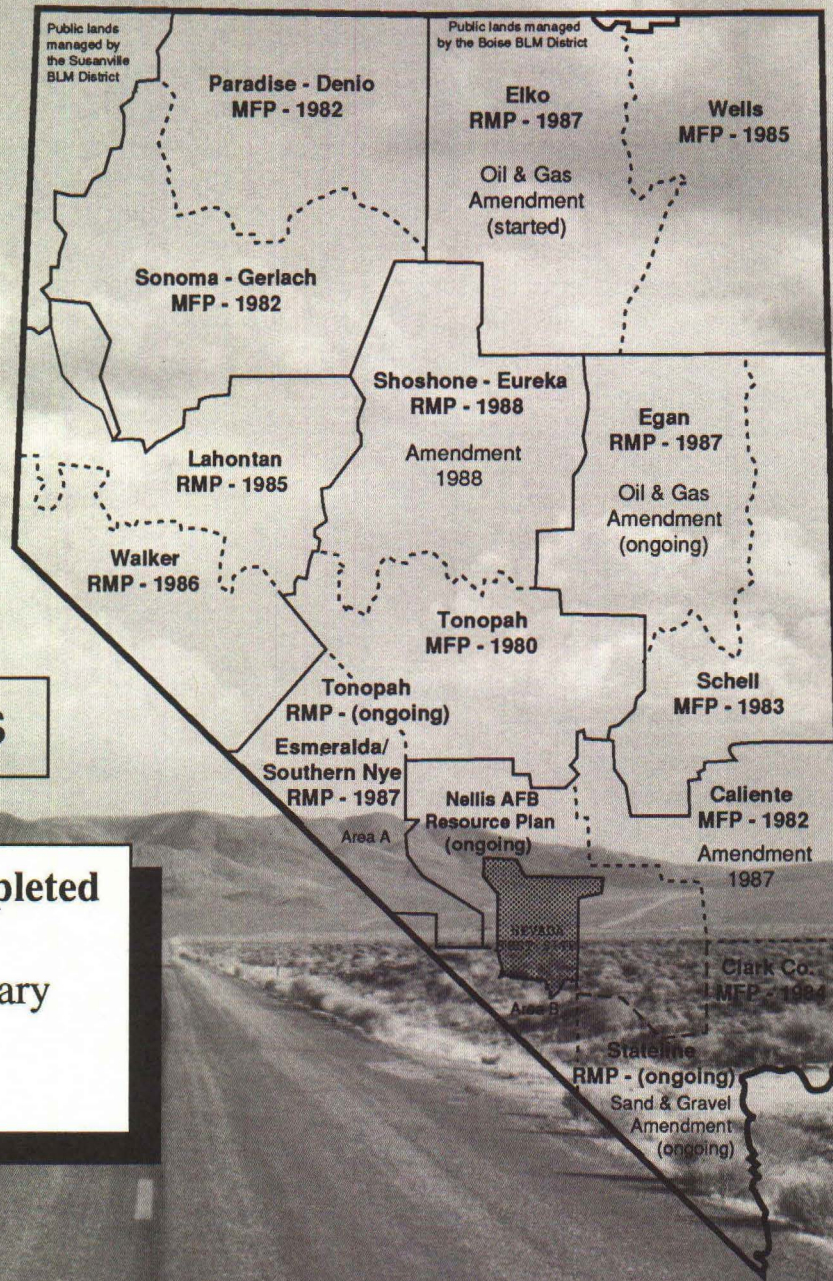 Public lands
managed by
the Susanville
BLM District
Public lands managed
by the Boise BLM District
Paradise - Denio
MFP - 1982
Elko
RMP - 1987
Oil & Gas
Amendment
(started)
Wells
MFP - 1985
Sonoma - Gerlach
MFP - 1982
Shoshone - Eureka
RMP - 1988
Amendment
1988
Egan
RMP - 1987
Oil & Gas
Amendment
(ongoing)
Lahontan
RMP - 1985
Walker
RMP - 1986
Tonopah
MFP - 1980
Schell
MFP - 1983
Tonopah
RMP - (ongoing)
Esmeralda/
Southern Nye
RMP - 1987
Area A
Nellis AFB
Resource Plan
(ongoing)
Caliente
MFP - 1982
Amendment
1987
NEVADA
TEST SITE
Area B
Clark Co.
MFP - 1984
Stateline
RMP - (ongoing)
Sand & Gravel
Amendment
(ongoing)
S
pleted
ary